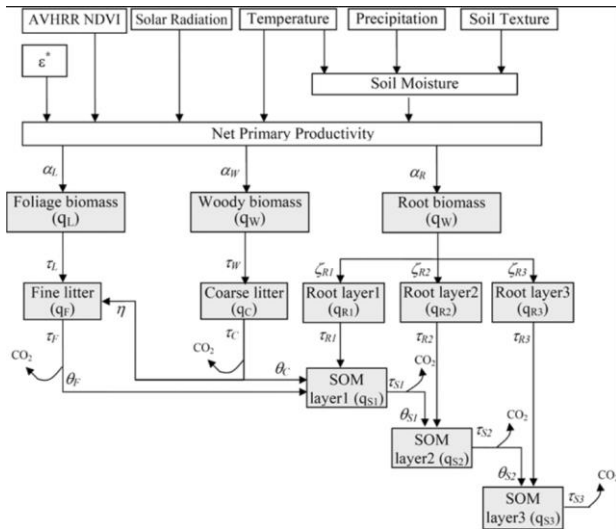 AVHRR NDVI
Solar Radiation
Temperature
Precipitation
Soil Texture
ε*
Soil Moisture
Net Primary Productivity
αL
αW
αR
Foliage biomass
(qL)
Woody biomass
(qW)
Root biomass
(qW)
τL
τW
ζR1
ζR2
ζR3
Fine litter
(qF)
η
Coarse litter
(qC)
Root layer1
(qR1)
Root layer2
(qR2)
Root layer3
(qR3)
τF
τC
τR1
τR2
τR3
CO2
CO2
θF
θC
SOM
layer1 (qS1)
τS1
CO2
θS1
SOM
layer2 (qS2)
τS2
CO2
θS2
SOM
layer3 (qS3)
τS3
CO2